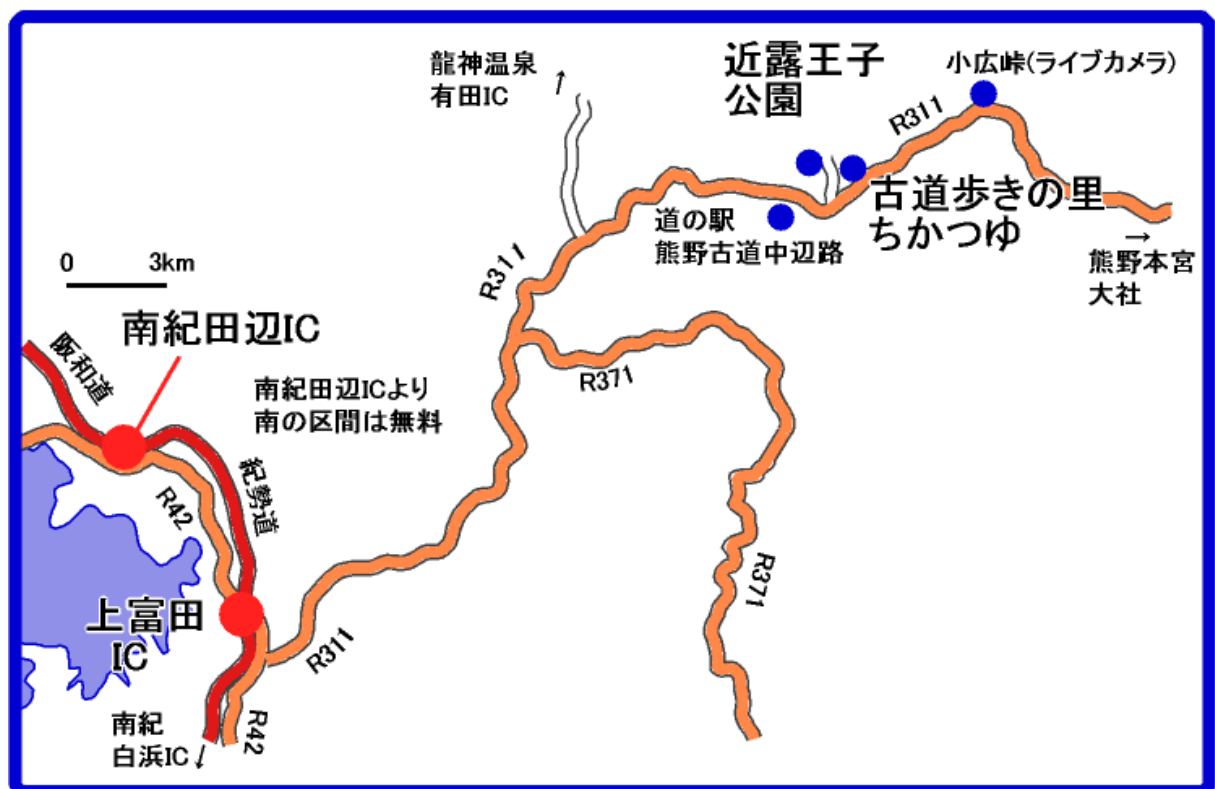 龍神温泉
有田IC
↑
近露王子
公園
小広峠(ライブカメラ)
R311
古道歩きの里
ちかつゆ
道の駅
熊野古道中辺路
→
熊野本宮
大社
R311
0 3km
南紀田辺IC
阪和道
南紀田辺ICより
南の区間は無料
R371
紀勢道
R42
R371
上富田
IC
R311
南紀
白浜IC↓
R42